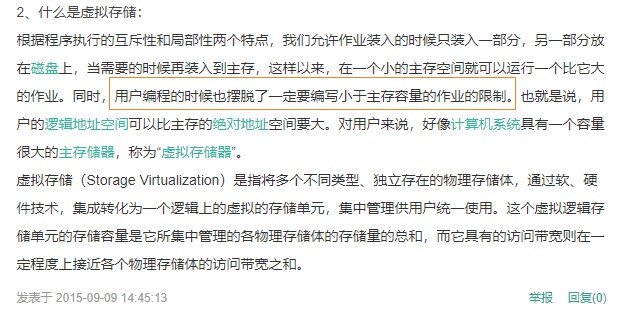 2、什么是虚拟存储：
根据程序执行的互斥性和局部性两个特点，我们允许作业装入的时候只装入一部分，另一部分放
在磁盘上，当需要的时候再装入到主存，这样以来，在一个小的主存空间就可以运行一个比它大
的作业。同时，用户编程的时候也摆脱了一定要编写小于主存容量的作业的限制。也就是说，用
户的逻辑地址空间可以比主存的绝对地址空间要大。对用户来说，好像计算机系统具有一个容量
很大的主存储器，称为“虚拟存储器”。
虚拟存储（Storage Virtualization）是指将多个不同类型、独立存在的物理存储体，通过软、硬
件技术，集成转化为一个逻辑上的虚拟的存储单元，集中管理供用户统一使用。这个虚拟逻辑存
储单元的存储容量是它所集中管理的各物理存储体的存储量的总和，而它具有的访问带宽则在一
定程度上接近各个物理存储体的访问带宽之和。
发表于 2015-09-09 14:45:13 举报 回复(0)